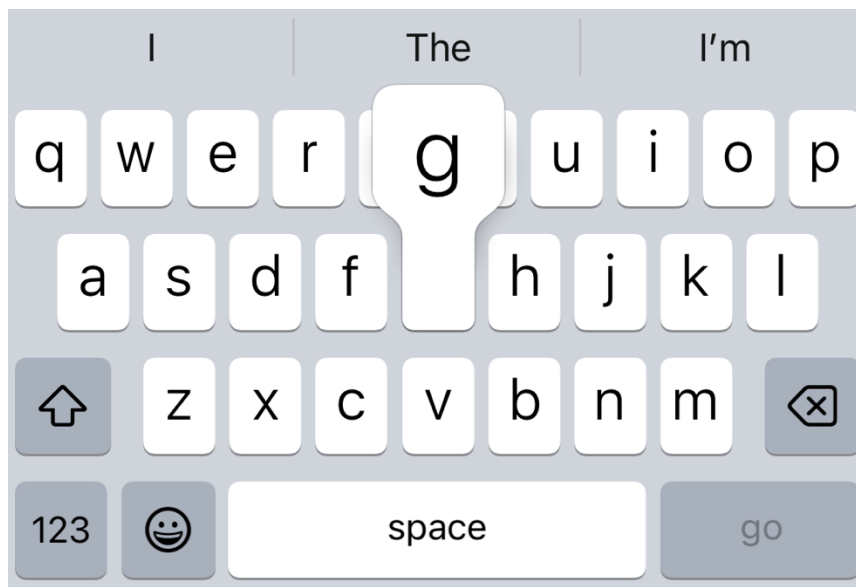 I The I'm
q w e r g u i o p
a s d f h j k l
z x c v b n m
123 space go